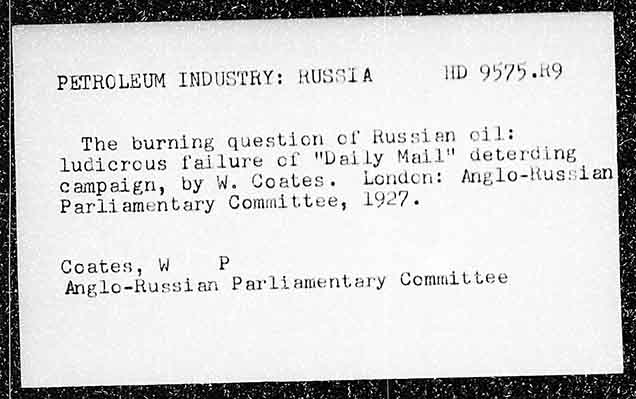 PETROLEUM INDUSTRY: RUSSIA HD 9575.R9
The burning question of Russian oil:
ludicrous failure of "Daily Mail" deterding
campaign, by W. Coates. London: Anglo-Russian
Parliamentary Committee, 1927.
Coates, W P
Anglo-Russian Parliamentary Committee